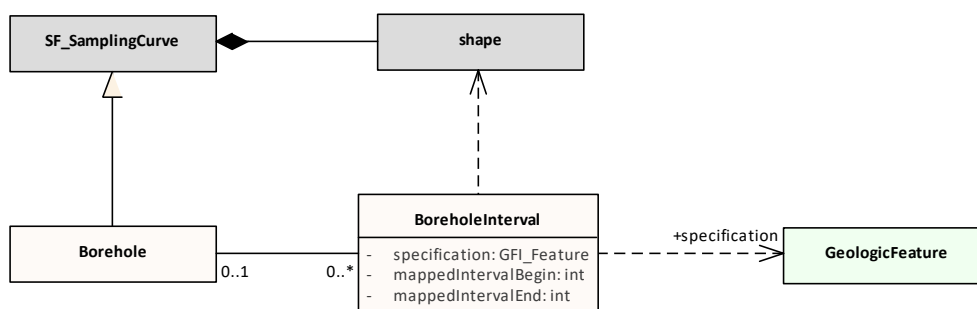 SF_SamplingCurve
shape
Borehole
0..1
0..*
BoreholeInterval
- specification: GFI_Feature
- mappedIntervalBegin: int
- mappedIntervalEnd: int
+specification
GeologicFeature